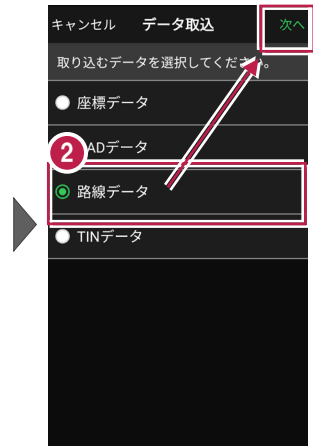 キャンセル データ取込 次へ
取り込むデータを選択してください。
座標データ
2 ADデータ
路線データ
TINデータ